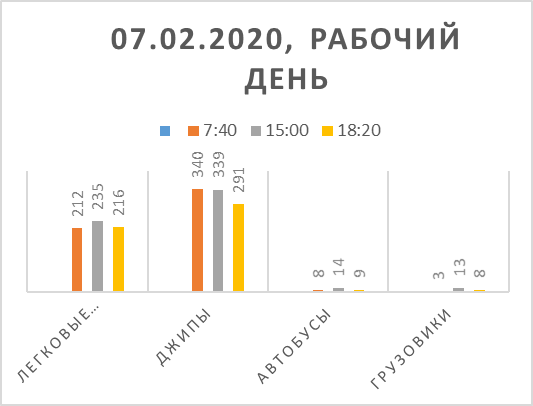 07.02.2020, РАБОЧИЙ
ДЕНЬ
7:40 15:00 18:20
212 235 216 340 339 291 8 14 9 3 13 8
ЛЕГКОВЫЕ… ДЖИПЫ АВТОБУСЫ ГРУЗОВИКИ